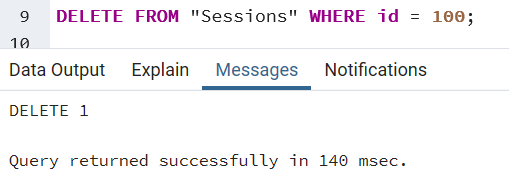 9 DELETE FROM "Sessions" WHERE id = 100;
10
Data Output Explain Messages Notifications
DELETE 1
Query returned successfully in 140 msec.